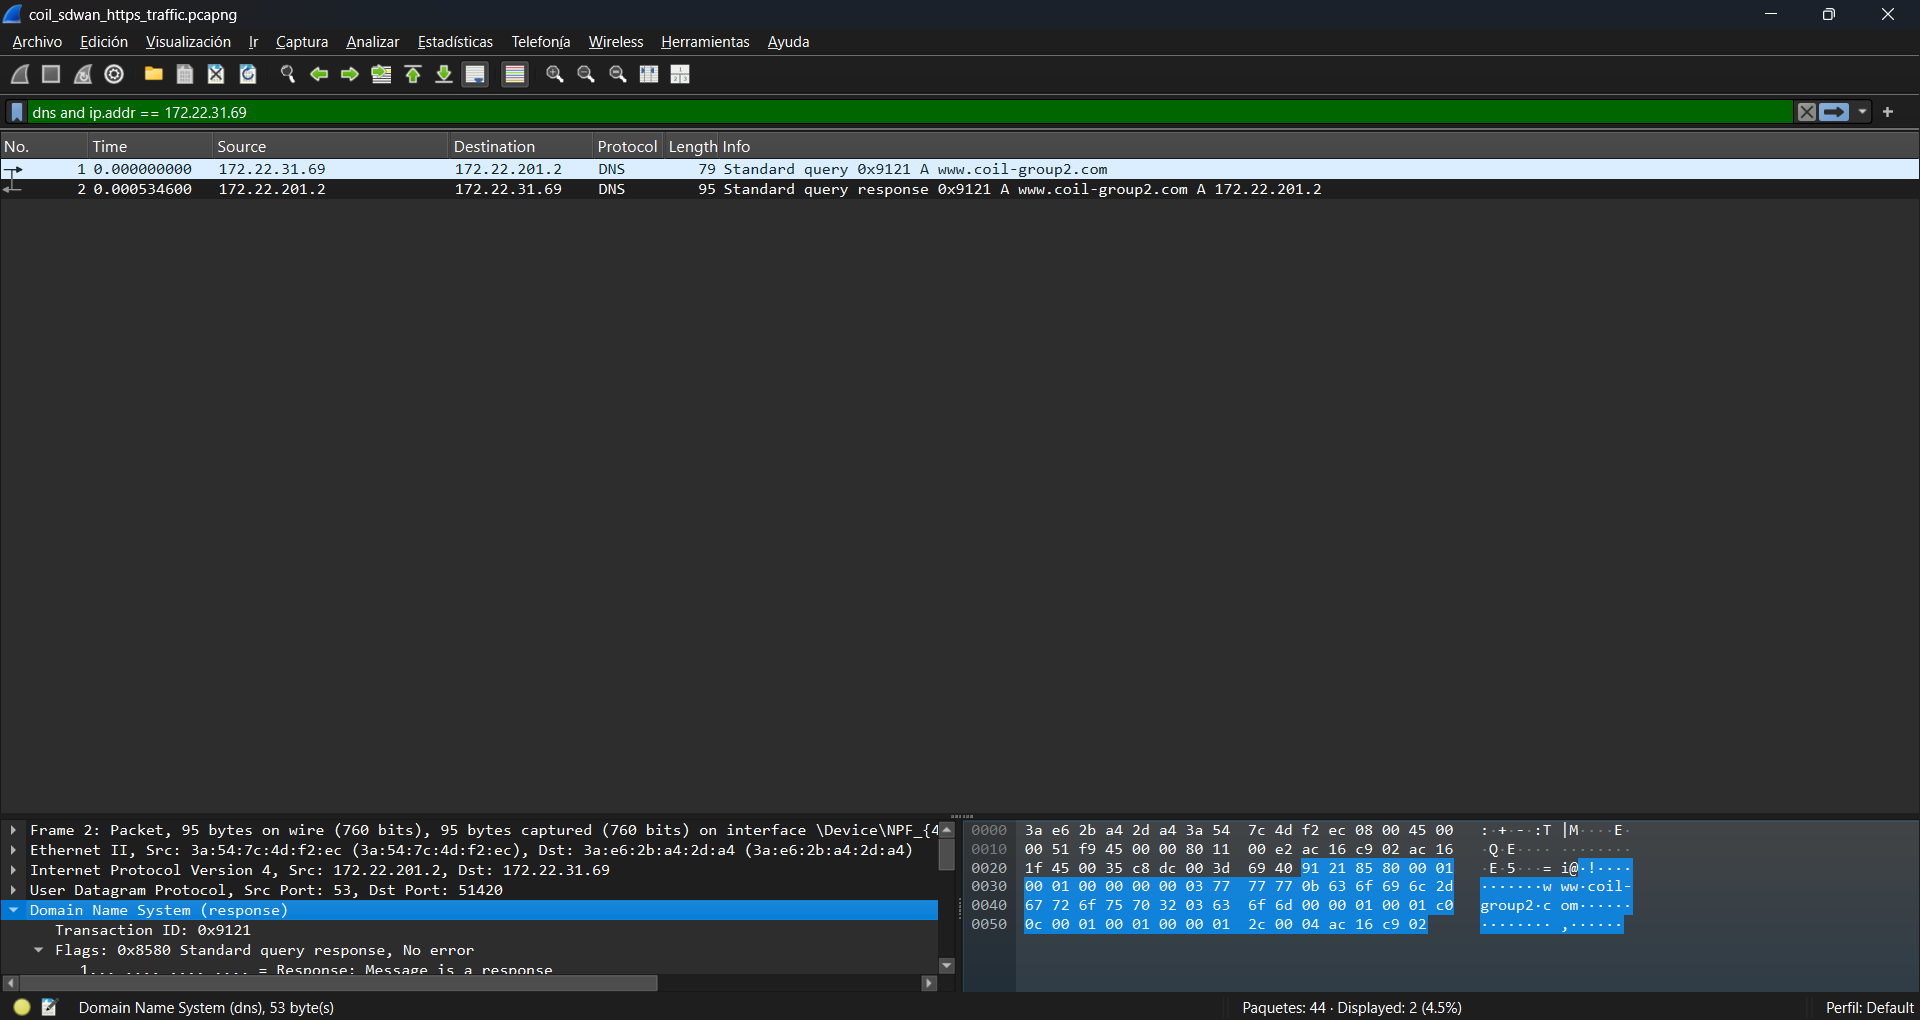 coil_sdwan_https_traffic.pcapng
Archivo Edición Visualización Ir Captura Analizar Estadísticas Telefonía Wireless Herramientas Ayuda
dns and ip.addr == 172.22.31.69
No. Time Source Destination Protocol Length Info
1 0.000000000 172.22.31.69 172.22.201.2 DNS 79 Standard query 0x9121 A www.coil-group2.com
2 0.000534600 172.22.201.2 172.22.31.69 DNS 95 Standard query response 0x9121 A www.coil-group2.com A 172.22.201.2
Frame 2: Packet, 95 bytes on wire (760 bits), 95 bytes captured (760 bits) on interface \Device\NPF_{4
Ethernet II, Src: 3a:54:7c:4d:f2:ec (3a:54:7c:4d:f2:ec), Dst: 3a:e6:2b:a4:2d:a4 (3a:e6:2b:a4:2d:a4)
Internet Protocol Version 4, Src: 172.22.201.2, Dst: 172.22.31.69
User Datagram Protocol, Src Port: 53, Dst Port: 51420
Domain Name System (response)
Transaction ID: 0x9121
Flags: 0x8580 Standard query response, No error
1... .... .... .... = Response: Message is a response
0000 3a e6 2b a4 2d a4 3a 54 7c 4d f2 ec 08 00 45 00 :·+·-·:T |M····E·
0010 00 51 f9 45 00 00 80 11 00 e2 ac 16 c9 02 ac 16 ·Q·E···· ········
0020 1f 45 00 35 c8 dc 00 3d 69 40 91 21 85 80 00 01 ·E·5···= i@·!····
0030 00 01 00 00 00 00 03 77 77 77 0b 63 6f 69 6c 2d ·······w ww·coil-
0040 67 72 6f 75 70 32 03 63 6f 6d 00 00 01 00 01 c0 group2·c om······
0050 0c 00 01 00 01 00 00 01 2c 00 04 ac 16 c9 02 ········ ,······
Domain Name System (dns), 53 byte(s)
Paquetes: 44 · Displayed: 2 (4.5%)
Perfil: Default